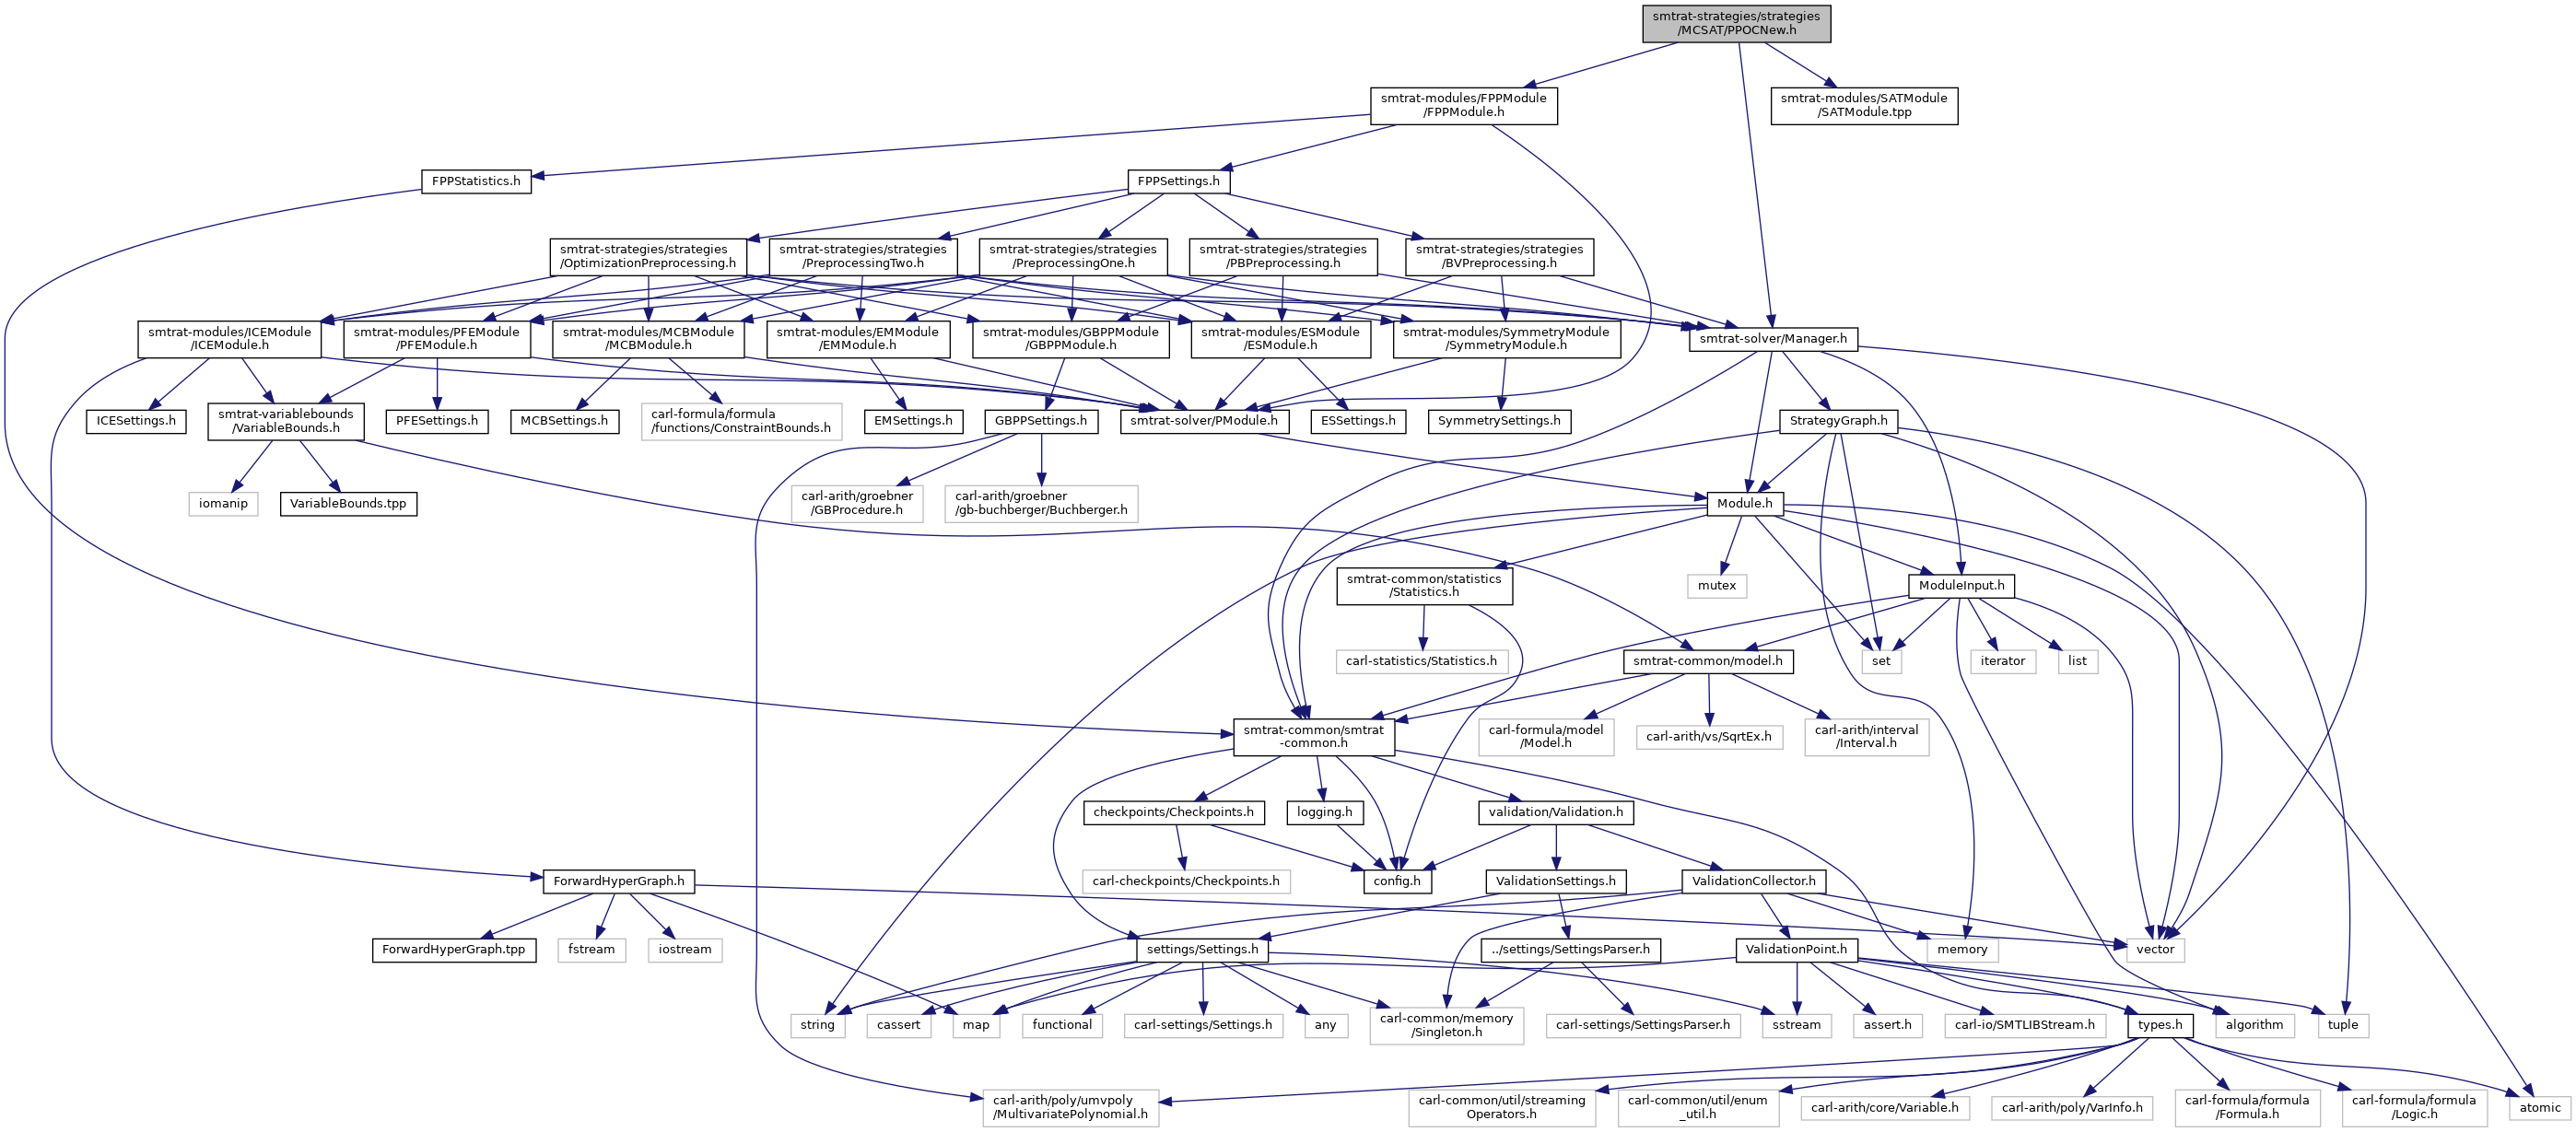 smtrat-strategies/strategies
/MCSAT/PPOCNew.h
smtrat-modules/FPPModule
/FPPModule.h
smtrat-modules/SATModule
/SATModule.tpp
FPPStatistics.h
FPPSettings.h
smtrat-strategies/strategies
/OptimizationPreprocessing.h
smtrat-strategies/strategies
/PreprocessingTwo.h
smtrat-strategies/strategies
/PreprocessingOne.h
smtrat-strategies/strategies
/PBPreprocessing.h
smtrat-strategies/strategies
/BVPreprocessing.h
smtrat-modules/ICEModule
/ICEModule.h
smtrat-modules/PFEModule
/PFEModule.h
smtrat-modules/MCBModule
/MCBModule.h
smtrat-modules/EMModule
/EMModule.h
smtrat-modules/GBPPModule
/GBPPModule.h
smtrat-modules/ESModule
/ESModule.h
smtrat-modules/SymmetryModule
/SymmetryModule.h
smtrat-solver/Manager.h
ICESettings.h
smtrat-variablebounds
/VariableBounds.h
PFESettings.h
MCBSettings.h
carl-formula/formula
/functions/ConstraintBounds.h
EMSettings.h
GBPPSettings.h
smtrat-solver/PModule.h
ESSettings.h
SymmetrySettings.h
StrategyGraph.h
iomanip
VariableBounds.tpp
carl-arith/groebner
/GBProcedure.h
carl-arith/groebner
/gb-buchberger/Buchberger.h
Module.h
smtrat-common/statistics
/Statistics.h
mutex
ModuleInput.h
carl-statistics/Statistics.h
smtrat-common/model.h
set
iterator
list
smtrat-common/smtrat
-common.h
carl-formula/model
/Model.h
carl-arith/vs/SqrtEx.h
carl-arith/interval
/Interval.h
checkpoints/Checkpoints.h
logging.h
validation/Validation.h
ForwardHyperGraph.h
carl-checkpoints/Checkpoints.h
config.h
ValidationSettings.h
ValidationCollector.h
ForwardHyperGraph.tpp
fstream
iostream
settings/Settings.h
../settings/SettingsParser.h
ValidationPoint.h
memory
vector
string
cassert
map
functional
carl-settings/Settings.h
any
carl-common/memory
/Singleton.h
carl-settings/SettingsParser.h
sstream
assert.h
carl-io/SMTLIBStream.h
types.h
algorithm
tuple
carl-arith/poly/umvpoly
/MultivariatePolynomial.h
carl-common/util/streaming
Operators.h
carl-common/util/enum
_util.h
carl-arith/core/Variable.h
carl-arith/poly/VarInfo.h
carl-formula/formula
/Formula.h
carl-formula/formula
/Logic.h
atomic